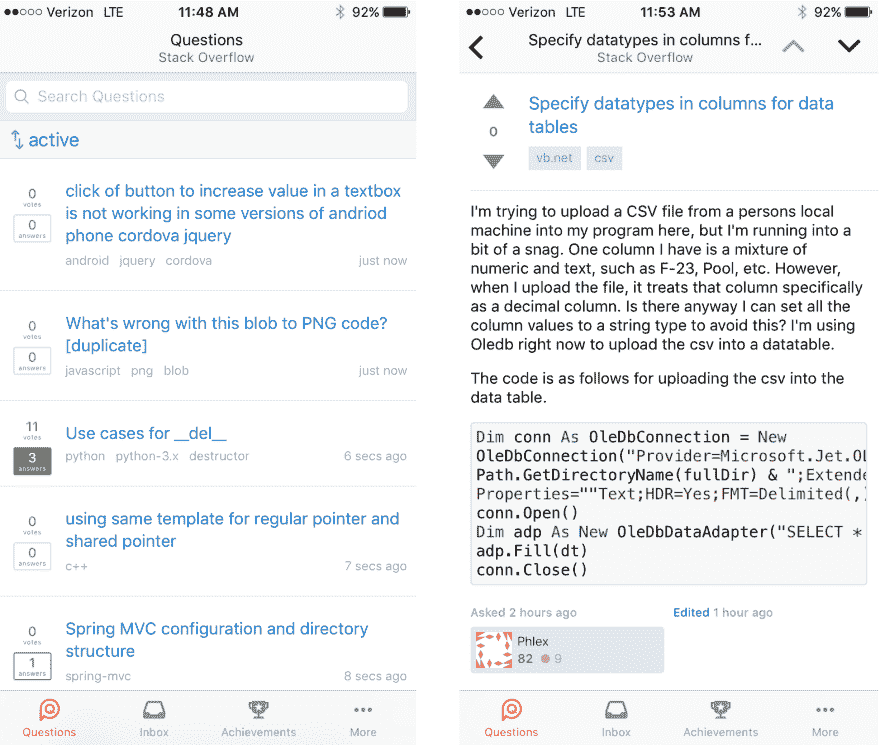 Verizon LTE 11:48 AM 92%
Questions
Stack Overflow
Search Questions
active
0
votes
0
answers
click of button to increase value in a textbox
is not working in some versions of andriod
phone cordova jquery
android jquery cordova just now
0
votes
0
answers
What's wrong with this blob to PNG code?
[duplicate]
javascript png blob just now
11
votes
3
answers
Use cases for __del__
python python-3.x destructor 6 secs ago
0
votes
0
answers
using same template for regular pointer and
shared pointer
c++ 7 secs ago
0
votes
1
answers
Spring MVC configuration and directory
structure
spring-mvc 8 secs ago
Questions Inbox Achievements More
Verizon LTE 11:53 AM 92%
Specify datatypes in columns f...
Stack Overflow
0
Specify datatypes in columns for data
tables
vb.net csv
I'm trying to upload a CSV file from a persons local
machine into my program here, but I'm running into a
bit of a snag. One column I have is a mixture of
numeric and text, such as F-23, Pool, etc. However,
when I upload the file, it treats that column specifically
as a decimal column. Is there anyway I can set all the
column values to a string type to avoid this? I'm using
Oledb right now to upload the csv into a datatable.
The code is as follows for uploading the csv into the
data table.
Dim conn As OleDbConnection = New
OleDbConnection("Provider=Microsoft.Jet.OL
Path.GetDirectoryName(fullDir) & ";Extende
Properties=""Text;HDR=Yes;FMT=Delimited(,)
conn.Open()
Dim adp As New OleDbDataAdapter("SELECT *
adp.Fill(dt)
conn.Close()
Asked 2 hours ago Edited 1 hour ago
Phlex
82 9
Questions Inbox Achievements More